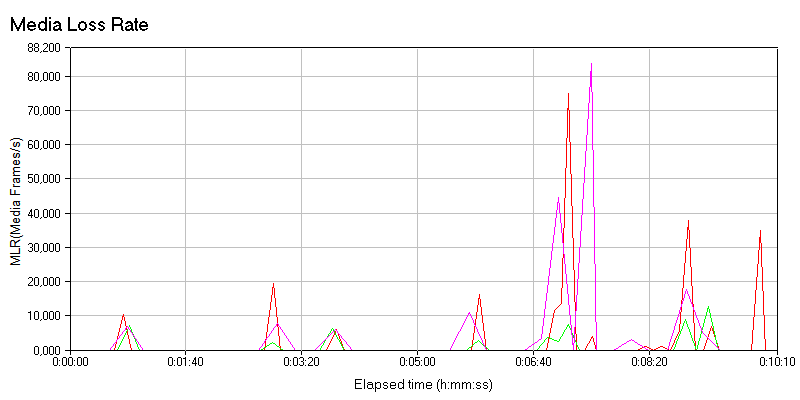 Media Loss Rate
88,200
80,000
70,000
60,000
50,000
40,000
30,000
20,000
10,000
0,000
MLR(Media Frames/s)
0:00:00 0:01:40 0:03:20 0:05:00 0:06:40 0:08:20 0:10:10
Elapsed time (h:mm:ss)